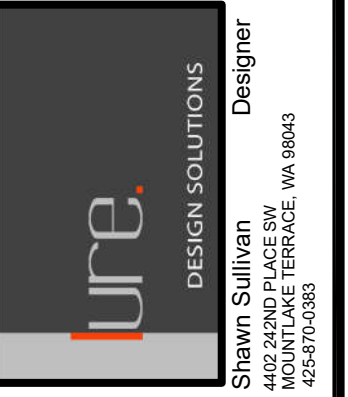 lure.
DESIGN SOLUTIONS
Shawn Sullivan Designer
4402 242ND PLACE SW
MOUNTLAKE TERRACE, WA 98043
425-870-0383